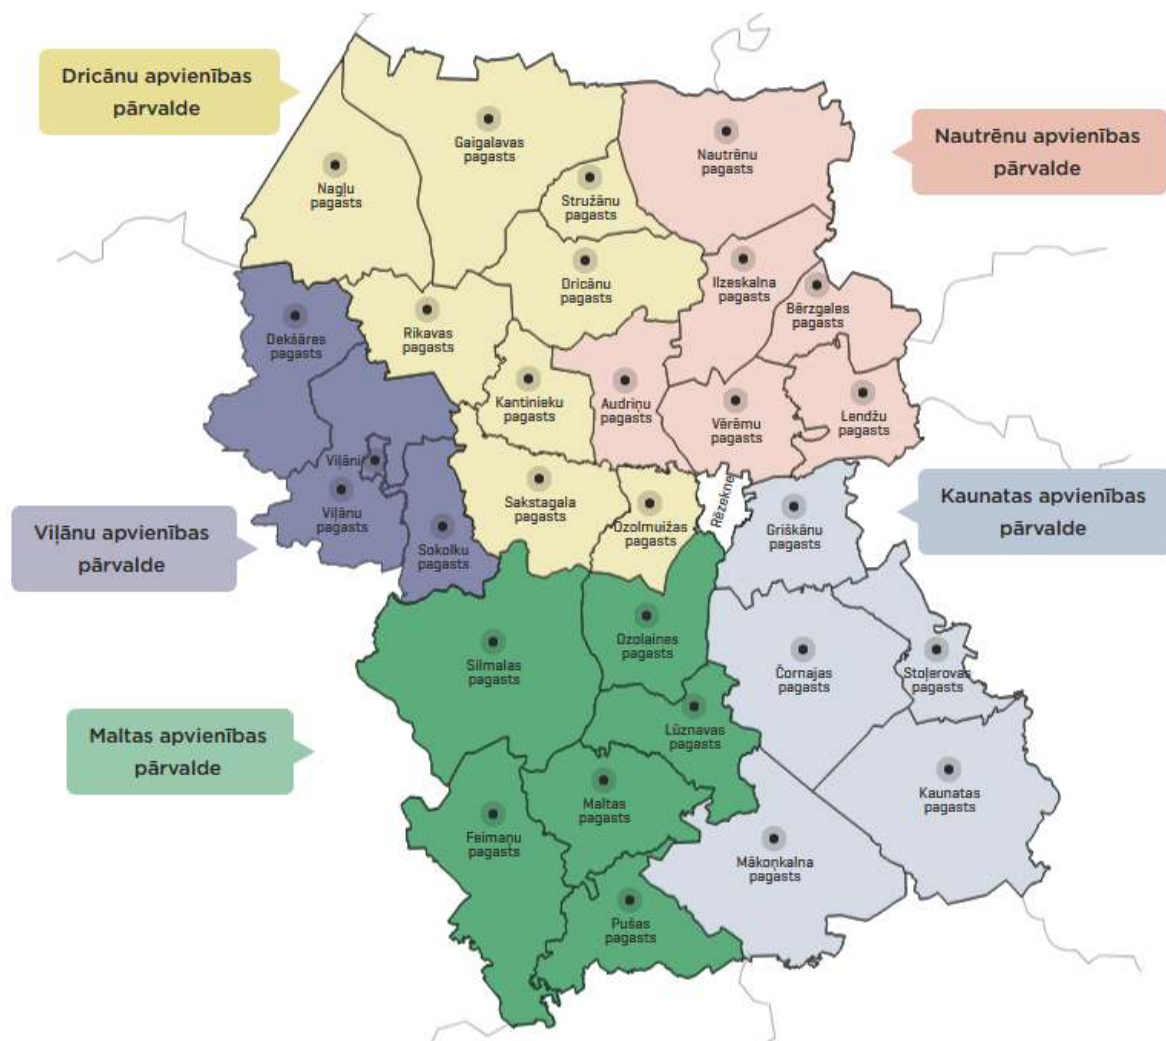 Dricānu apvienības
pārvalde
Nautrēnu apvienības
pārvalde
Gaigalavas
pagasts
Nautrēnu
pagasts
Nagļu
pagasts
Stružānu
pagasts
Dricānu
pagasts
Ilzeskalna
pagasts
Bērzgales
pagasts
Dekšāres
pagasts
Rikavas
pagasts
Kantinieku
pagasts
Audriņu
pagasts
Vērēmu
pagasts
Lendžu
pagasts
Viļāni
Viļānu
pagasts
Sakstagala
pagasts
Ozolmuižas
pagasts
Rēzekne
Griškānu
pagasts
Kaunatas apvienības
pārvalde
Viļānu apvienības
pārvalde
Sokolku
pagasts
Silmalas
pagasts
Ozolaines
pagasts
Čornajas
pagasts
Stoļerovas
pagasts
Maltas apvienības
pārvalde
Lūznavas
pagasts
Maltas
pagasts
Kaunatas
pagasts
Feimaņu
pagasts
Mākoņkalna
pagasts
Pušas
pagasts